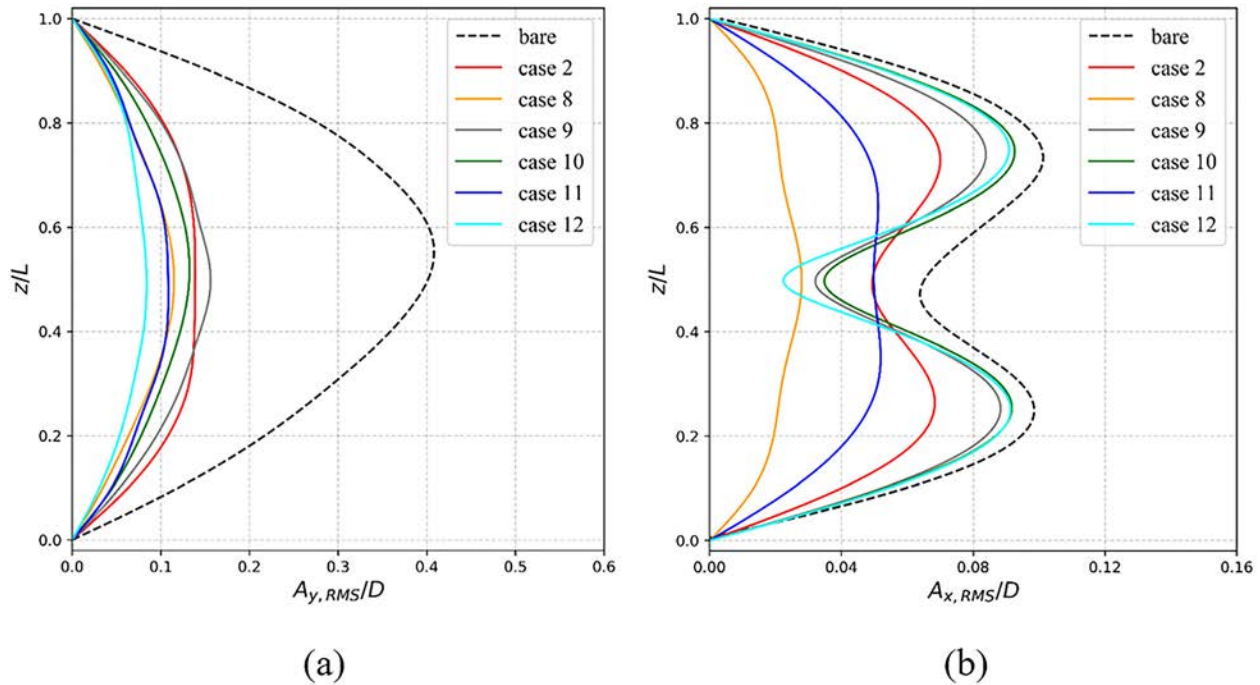 1.0
0.8
0.6
0.4
0.2
0.0
z/L
0.0 0.1 0.2 0.3 0.4 0.5 0.6
A_y, RMS/D
bare
case 2
case 8
case 9
case 10
case 11
case 12
(a)
1.0
0.8
0.6
0.4
0.2
0.0
z/L
0.00 0.04 0.08 0.12 0.16
A_x, RMS/D
bare
case 2
case 8
case 9
case 10
case 11
case 12
(b)